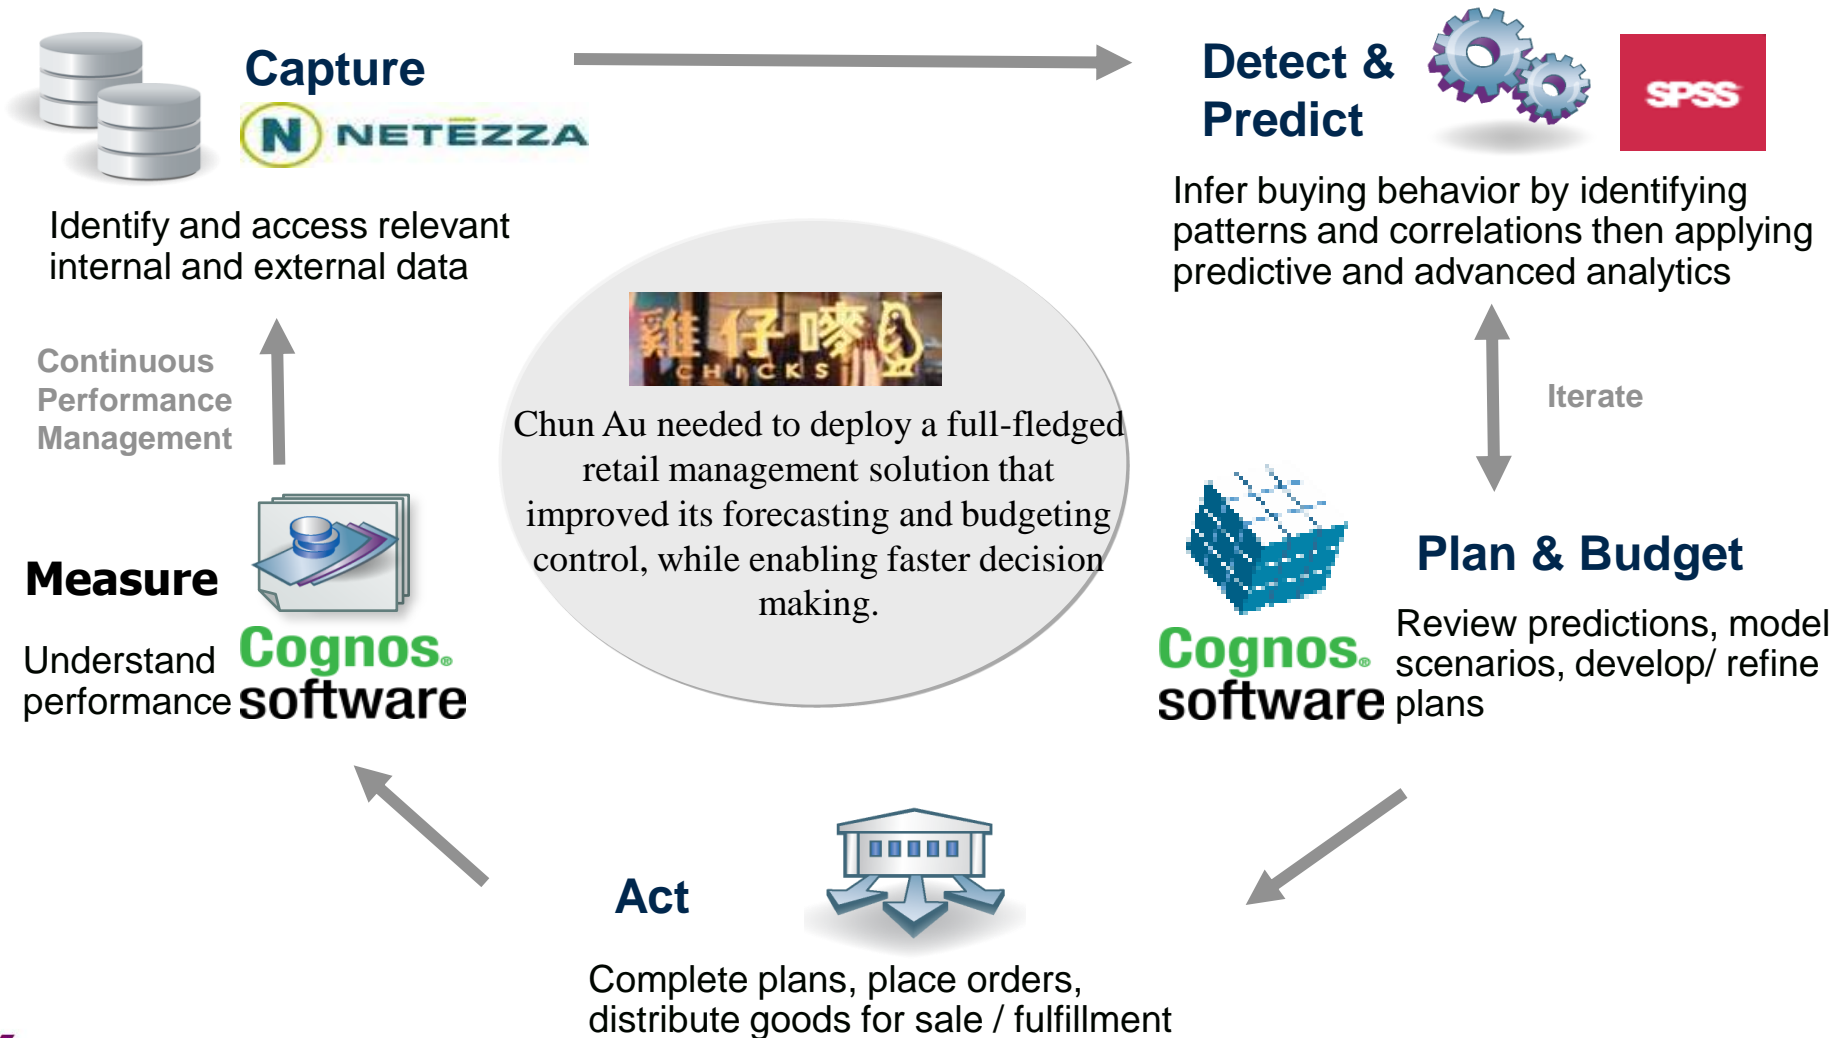 Capture
N NETĒZZA
Identify and access relevant
internal and external data
Detect &
Predict
SPSS
Infer buying behavior by identifying
patterns and correlations then applying
predictive and advanced analytics
Continuous
Performance
Management
雞仔嘜
CHICKS
Chun Au needed to deploy a full-fledged
retail management solution that
improved its forecasting and budgeting
control, while enabling faster decision
making.
Iterate
Measure
Understand
performance
Cognos®
software
Plan & Budget
Cognos®
software
Review predictions, model
scenarios, develop/ refine
plans
Act
Complete plans, place orders,
distribute goods for sale / fulfillment